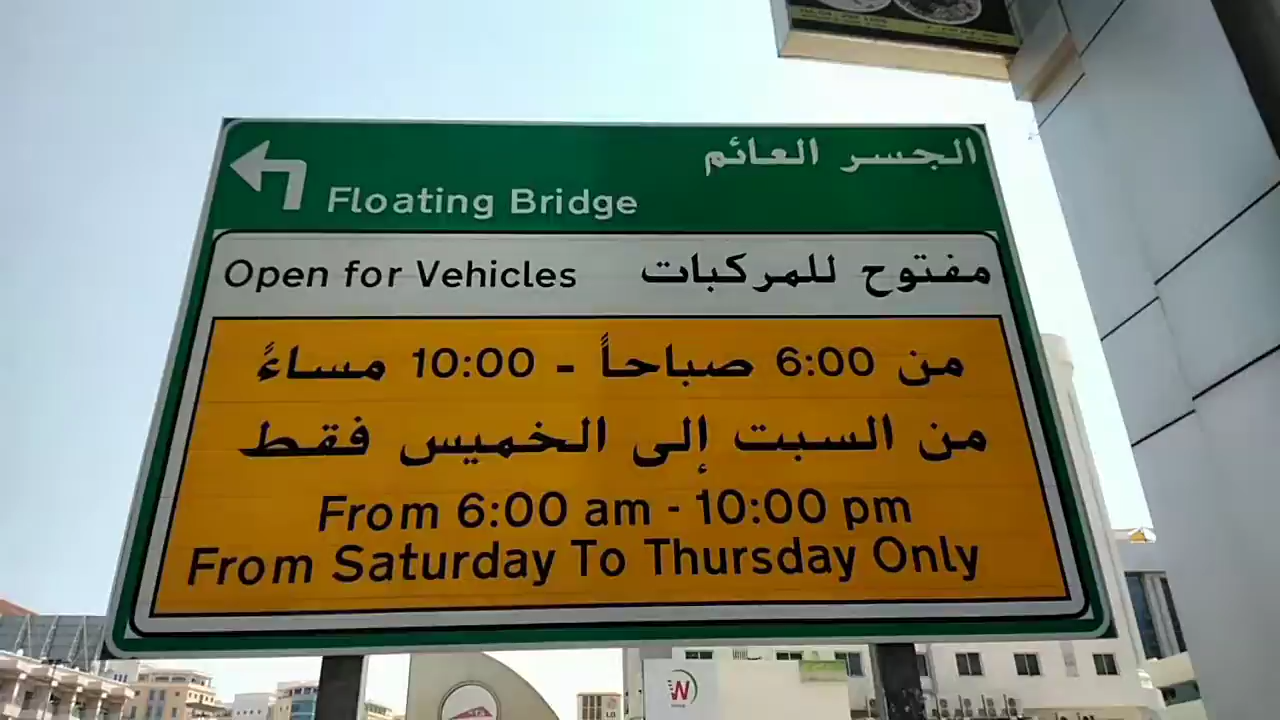 الجسر العائم
Floating Bridge
مفتوح للمركبات
Open for Vehicles
من 6:00 صباحاً - 10:00 مساءً
من السبت إلى الخميس فقط
From 6:00 am - 10:00 pm
From Saturday To Thursday Only
W
LG